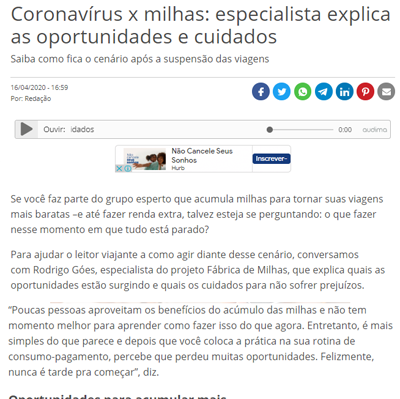 Coronavírus x milhas: especialista explica
as oportunidades e cuidados
Saiba como fica o cenário após a suspensão das viagens
16/04/2020 - 16:59
Por: Redação
Ouvir: idados
0:00
audima
Não Cancele Seus
Sonhos
Hurb
Inscrever-
Se você faz parte do grupo esperto que acumula milhas para tornar suas viagens
mais baratas –e até fazer renda extra, talvez esteja se perguntando: o que fazer
nesse momento em que tudo está parado?
Para ajudar o leitor viajante a como agir diante desse cenário, conversamos
com Rodrigo Góes, especialista do projeto Fábrica de Milhas, que explica quais as
oportunidades estão surgindo e quais os cuidados para não sofrer prejuízos.
“Poucas pessoas aproveitam os benefícios do acúmulo das milhas e não tem
momento melhor para aprender como fazer isso do que agora. Entretanto, é mais
simples do que parece e depois que você coloca a prática na sua rotina de
consumo-pagamento, percebe que perdeu muitas oportunidades. Felizmente,
nunca é tarde pra começar”, diz.
Oportunidades para acumular mais